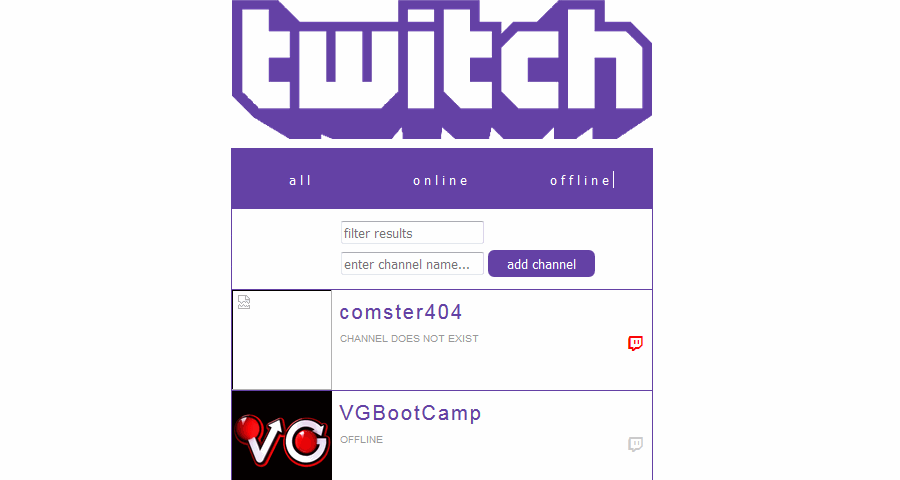 twitch
all online offline
filter results
enter channel name... add channel
comster404
CHANNEL DOES NOT EXIST
VGBootCamp
VG
OFFLINE